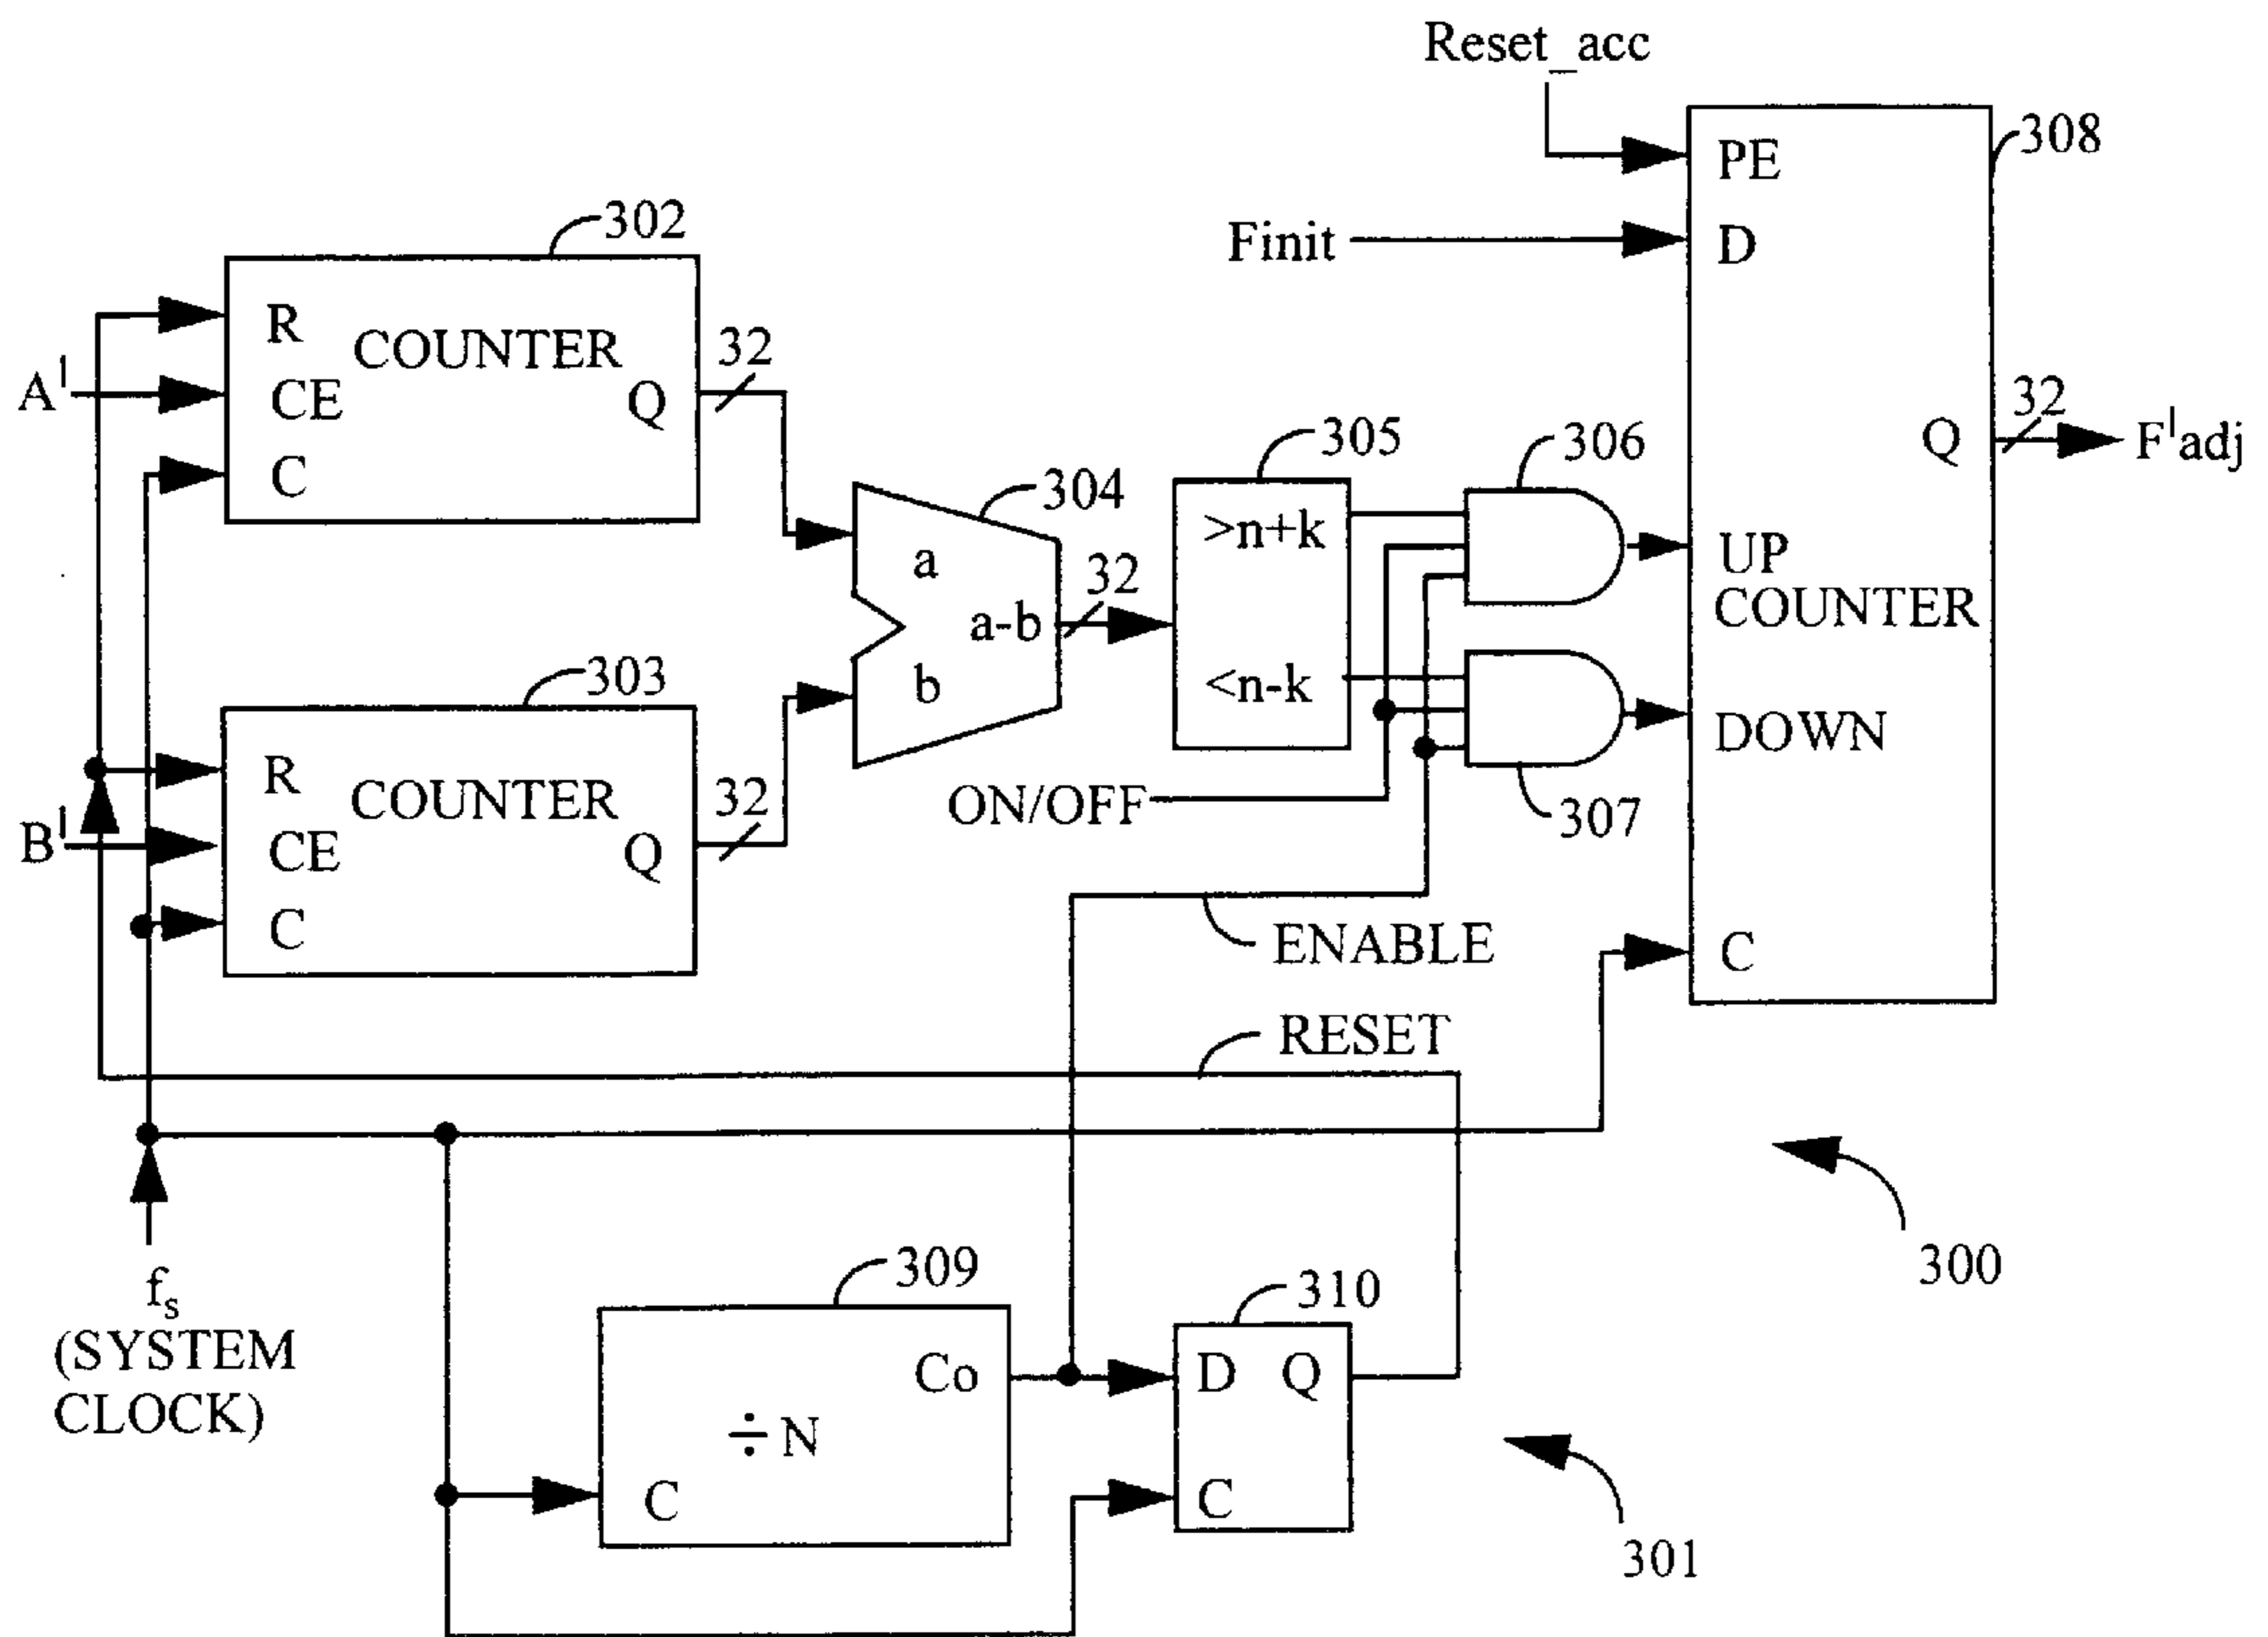 Reset_acc
308
PE
Finit
D
302
R
COUNTER
32
A'
CE
Q
C
32
Q
F'adj
305
306
304
>n+k
a
32
UP
COUNTER
a-b
303
<n-k
b
DOWN
R
COUNTER
32
ON/OFF
307
B'
CE
Q
C
ENABLE
C
RESET
300
fs
(SYSTEM
CLOCK)
309
310
Co
D Q
÷N
C
C
301